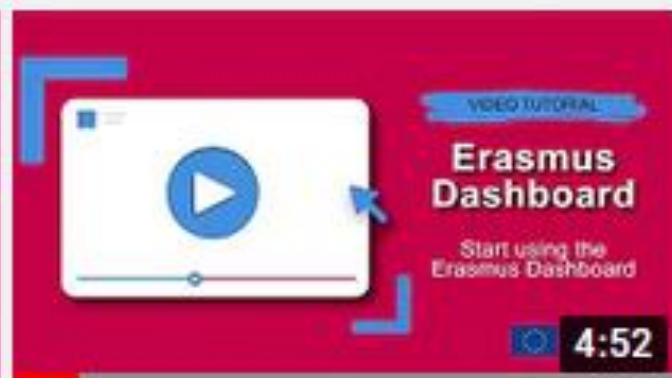 VIDEO TUTORIAL
Erasmus
Dashboard
Start using the
Erasmus Dashboard
4:52